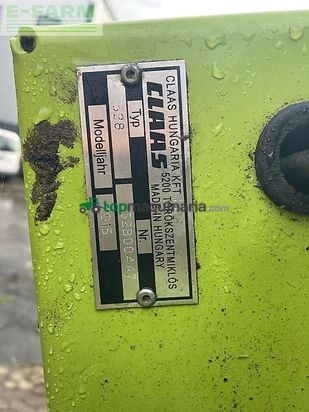 E-FARM
CLAAS HUNGARIA KFT.
5200 TÖRÖKSZENTMIKLÓS
MADE IN HUNGARY
CLAAS
Typ
528
Nr.
Modelljahr
topmaquinaria.com